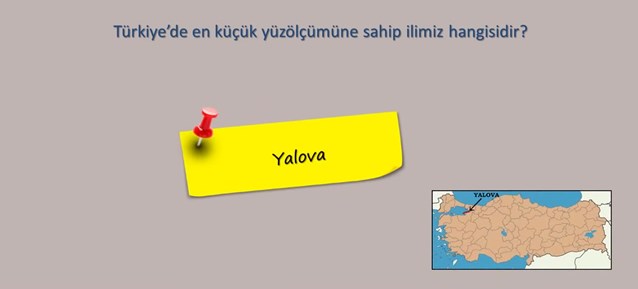 Türkiye’de en küçük yüzölçümüne sahip ilimiz hangisidir?
Yalova
YALOVA